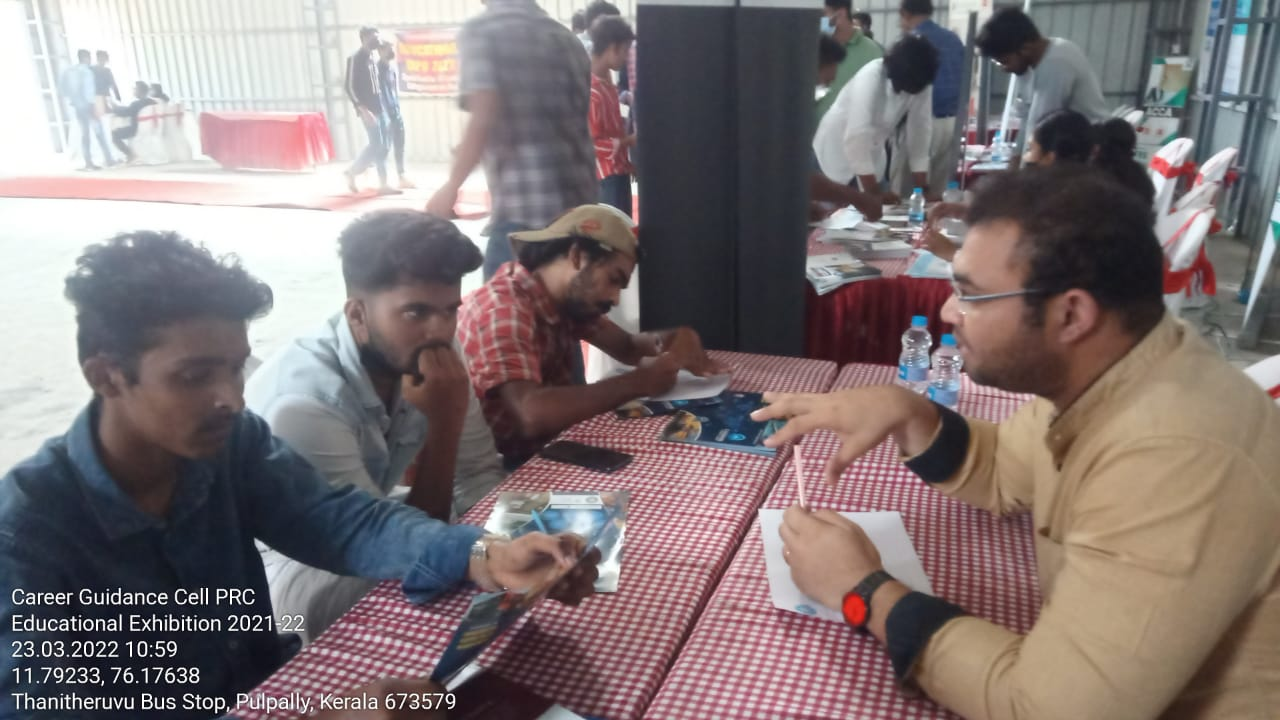 Career Guidance Cell PRC
Educational Exhibition 2021-22
23.03.2022 10:59
11.79233, 76.17638
Thanitheruvu Bus Stop, Pulpally, Kerala 673579